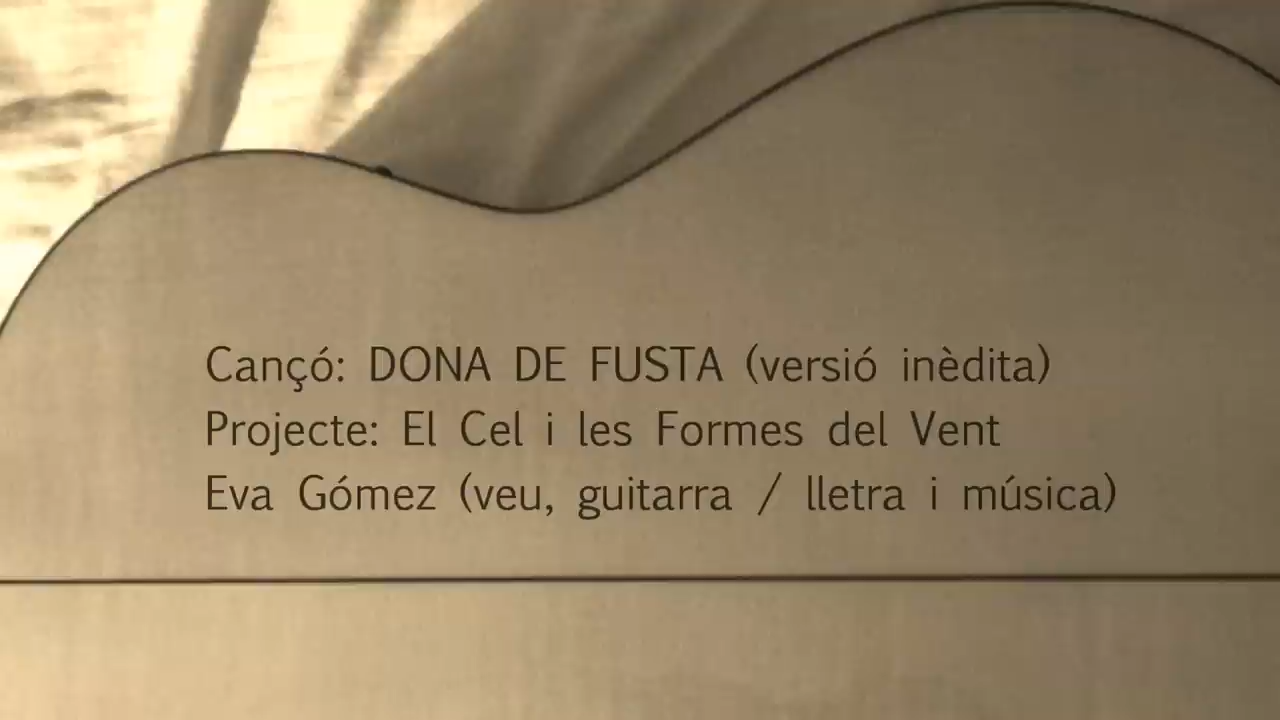 Cançó: DONA DE FUSTA (versió inèdita)
Projecte: El Cel i les Formes del Vent
Eva Gómez (veu, guitarra / lletra i música)